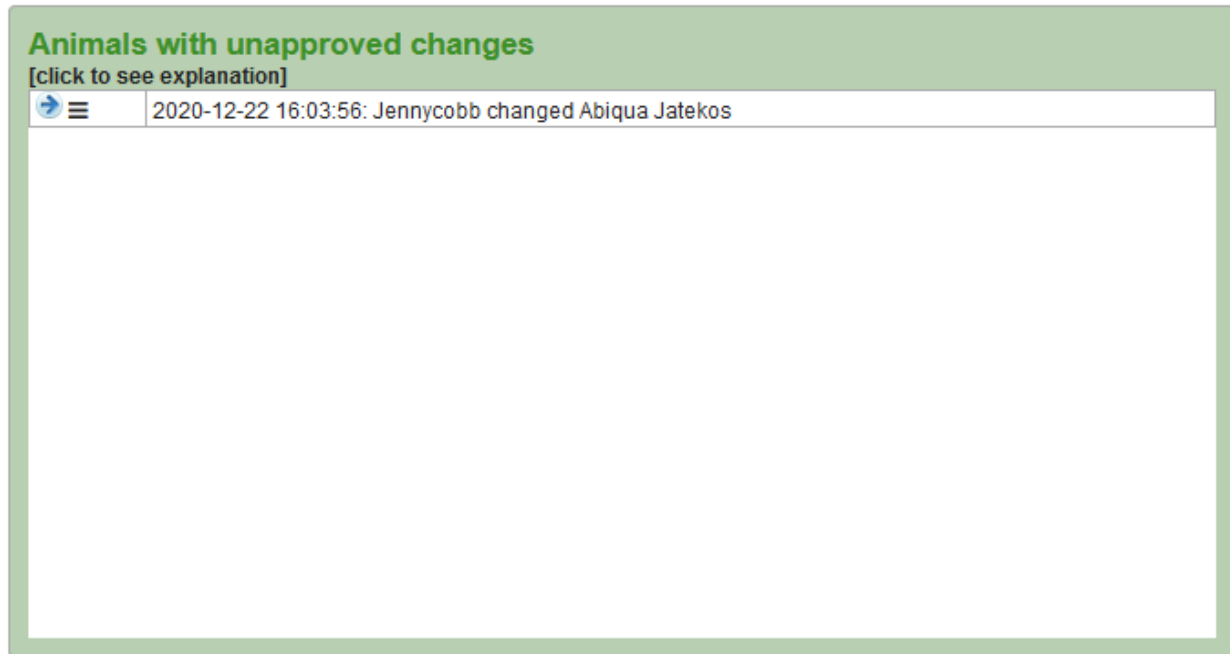 Animals with unapproved changes
[click to see explanation]
2020-12-22 16:03:56: Jennycobb changed Abiqua Jatekos